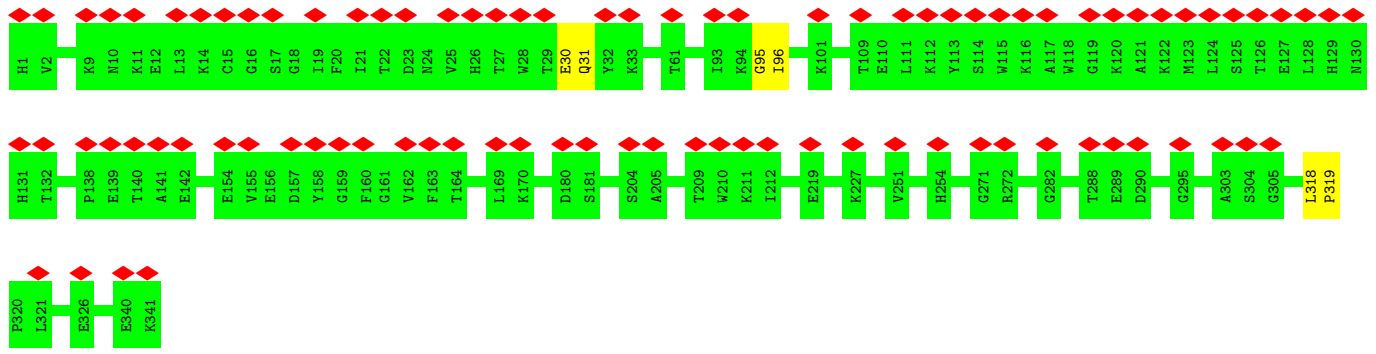 H1 V2 K9 N10 K11 E12 L13 K14 C15 G16 S17 G18 I19 F20 I21 T22 D23 N24 V25 H26 T27 W28 T29 E30 Q31 Y32 K33 T61 I93 K94 G95 I96 K101 T109 E110 L111 K112 Y113 S114 W115 K116 A117 W118 G119 K120 A121 K122 M123 L124 S125 T126 E127 L128 H129 N130
H131 T132 P138 E139 T140 A141 E142 E154 V155 E156 D157 Y158 G159 F160 G161 V162 F163 T164 L169 K170 D180 S181 S204 A205 T209 W210 K211 I212 E219 K227 V251 H254 G271 R272 G282 T288 E289 D290 G295 A303 S304 G305 L318 P319
P320 L321 E326 E340 K341